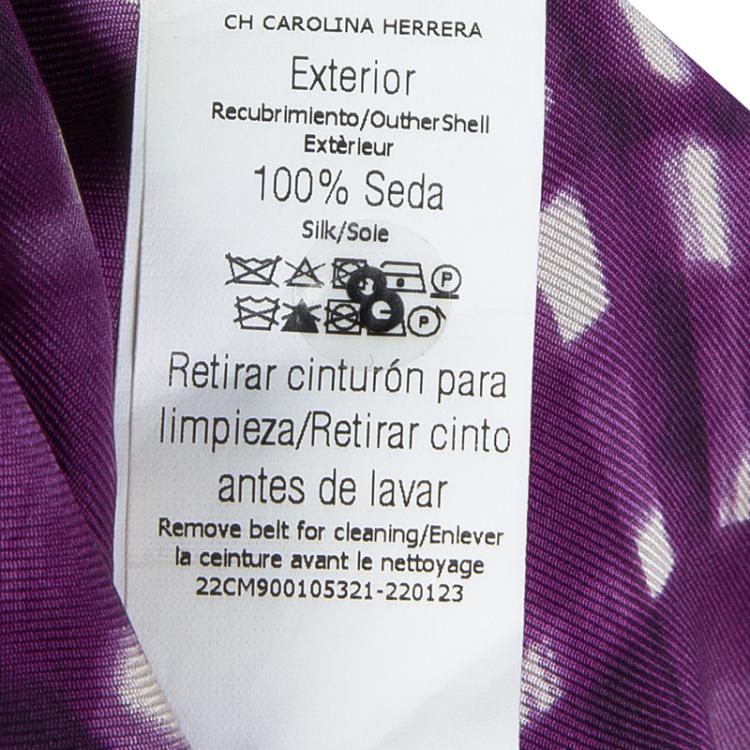 CH CAROLINA HERRERA
Exterior
Recubrimiento/OutherShell
Extèrieur
100% Seda
Silk/Soie
P
P
Retirar cinturón para
limpieza/Retirar cinto
antes de lavar
Remove belt for cleaning/Enlever
la ceinture avant le nettoyage
22CM900105321-220123